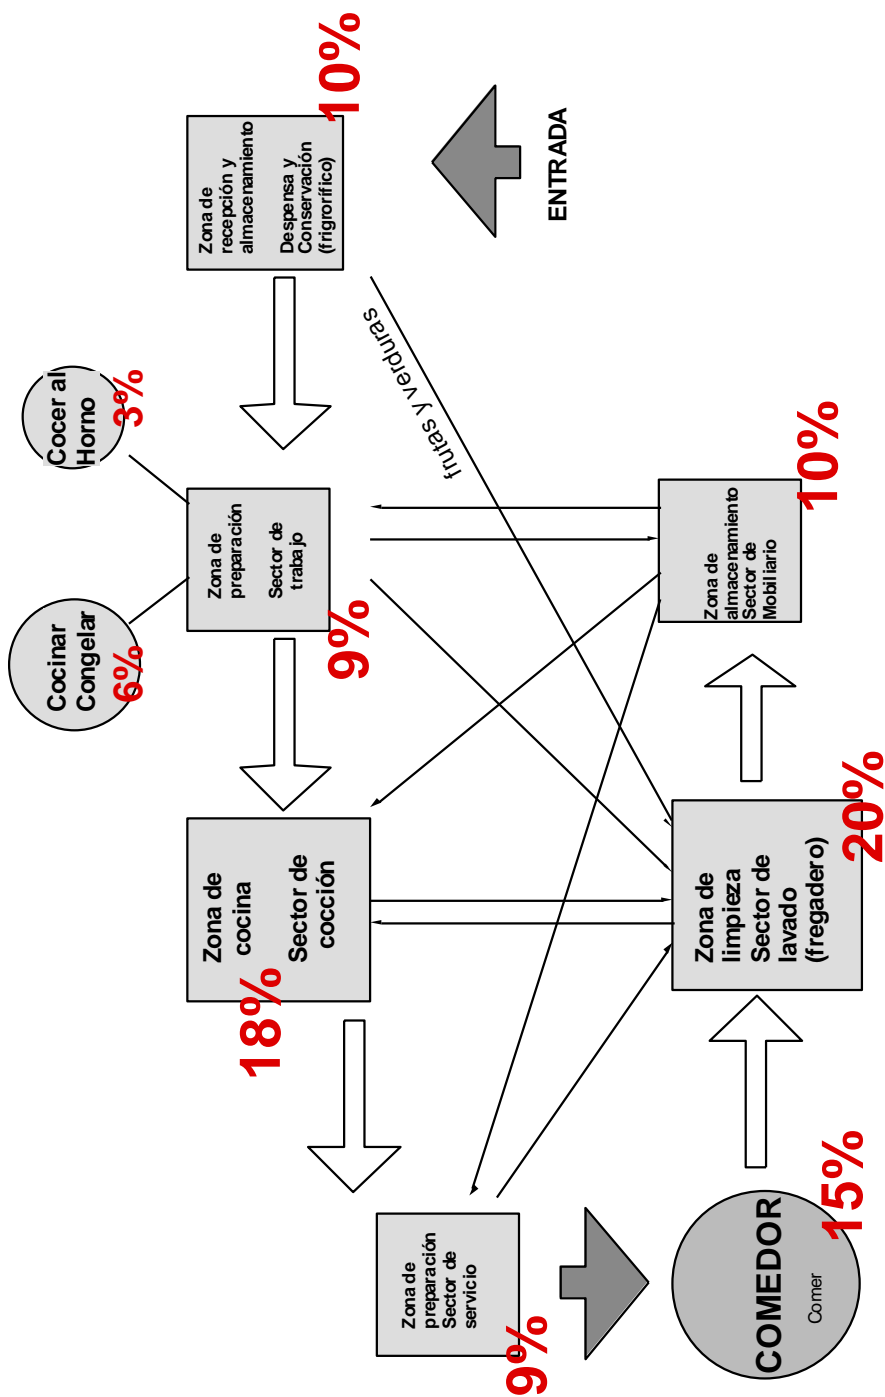 Zona de
recepción y
almacenamiento
Despensa y
Conservación
(frigrorífico)
10%
ENTRADA
Cocer al
Horno
3%
frutas y verduras
Zona de
preparación
Sector de
trabajo
9%
Cocinar
Congelar
6%
Zona de
almacenamiento
Sector de
Mobiliario
10%
Zona de
cocina
Sector de
cocción
18%
Zona de
limpieza
Sector de
lavado
(fregadero)
20%
Zona de
preparación
Sector de
servicio
9%
COMEDOR
Comer
15%